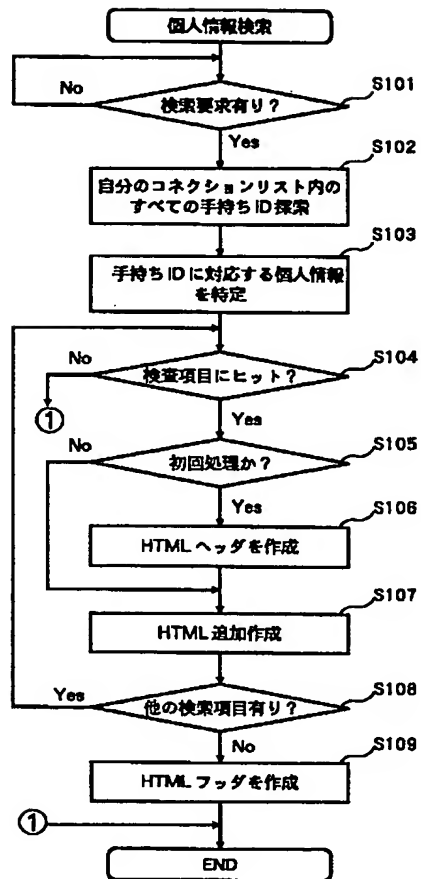 個人情報検索
No
検索要求有り?
S101
Yes
S102
自分のコネクションリスト内の
すべての手持ちID探索
S103
手持ちIDに対応する個人情報
を特定
No
検査項目にヒット?
S104
①
Yes
S105
No
初回処理か?
Yes
S106
HTMLヘッダを作成
S107
HTML追加作成
Yes
他の検索項目有り?
S108
No
S109
HTMLフッダを作成
①
END